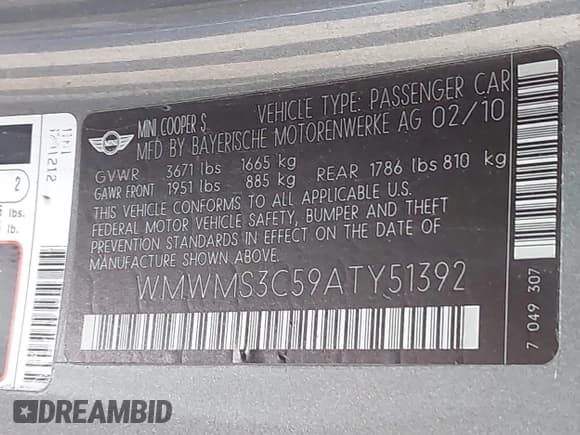 MINI COOPER S VEHICLE TYPE: PASSENGER CAR
MINI
MFD BY BAYERISCHE MOTORENWERKE AG 02/10
GVWR 3671 lbs 1665 kg
GAWR FRONT 1951 lbs 885 kg REAR 1786 lbs 810 kg
THIS VEHICLE CONFORMS TO ALL APPLICABLE U.S.
FEDERAL MOTOR VEHICLE SAFETY, BUMPER AND THEFT
PREVENTION STANDARDS IN EFFECT ON THE DATE OF
MANUFACTURE SHOWN ABOVE.
WMWMS3C59ATY51392
7 049 307
2
lbs.
DREAMBID